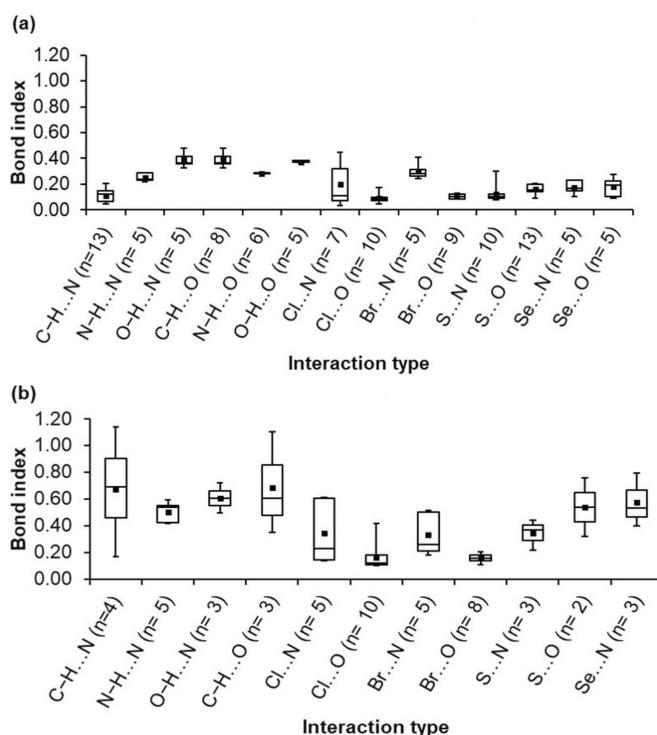 (a)
Bond index
1.20
1.00
0.80
0.60
0.40
0.20
0.00
C–H…N (n=13)
N–H…N (n= 5)
O–H…N (n= 5)
C–H…O (n= 8)
N–H…O (n= 6)
O–H…O (n= 5)
Cl…N (n= 7)
Cl…O (n= 10)
Br…N (n= 5)
Br…O (n= 9)
S…N (n= 10)
S…O (n= 13)
Se…N (n= 5)
Se…O (n= 5)
Interaction type
(b)
Bond index
1.20
1.00
0.80
0.60
0.40
0.20
0.00
C–H…N (n=4)
N–H…N (n= 5)
O–H…N (n= 3)
C–H…O (n= 3)
Cl…N (n= 5)
Cl…O (n= 10)
Br…N (n= 5)
Br…O (n= 8)
S…N (n= 3)
S…O (n= 2)
Se…N (n= 3)
Interaction type